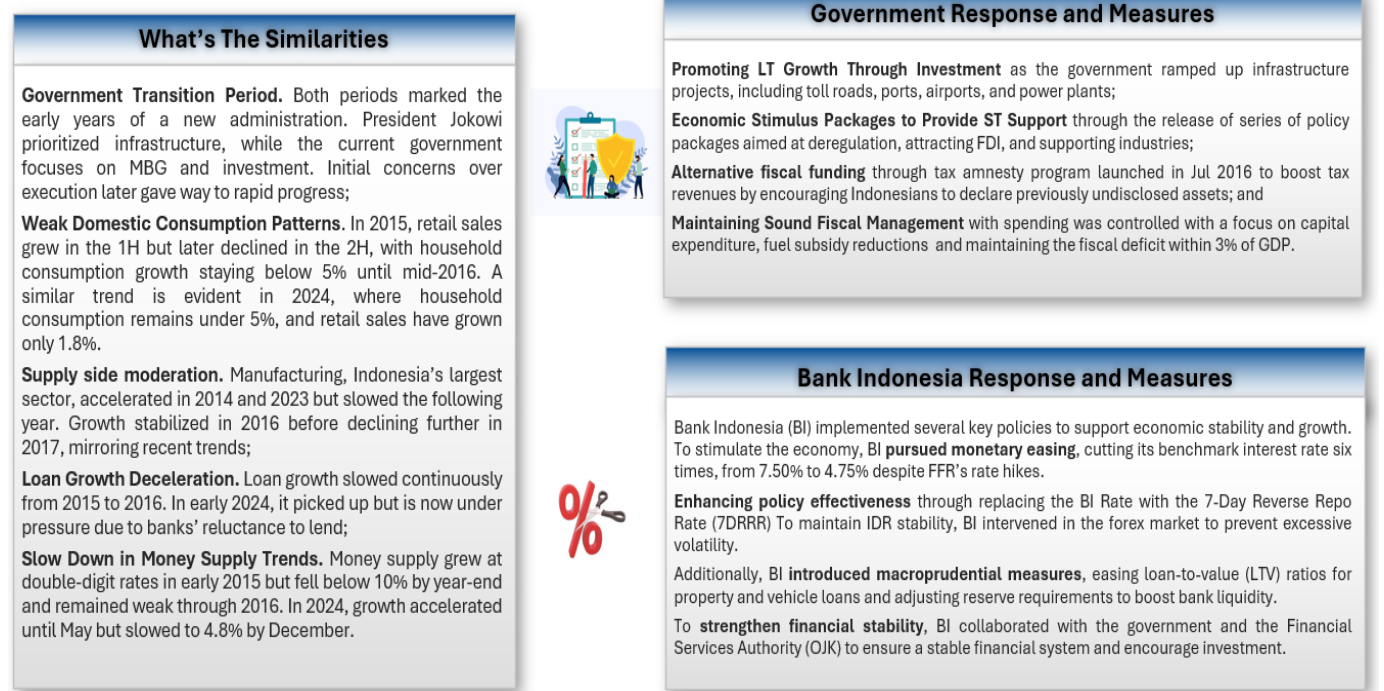 What's The Similarities
Government Transition Period. Both periods marked the
early years of a new administration. President Jokowi
prioritized infrastructure, while the current government
focuses on MBG and investment. Initial concerns over
execution later gave way to rapid progress;
Weak Domestic Consumption Patterns. In 2015, retail sales
grew in the 1H but later declined in the 2H, with household
consumption growth staying below 5% until mid-2016. A
similar trend is evident in 2024, where household
consumption remains under 5%, and retail sales have grown
only 1.8%.
Supply side moderation. Manufacturing, Indonesia's largest
sector, accelerated in 2014 and 2023 but slowed the following
year. Growth stabilized in 2016 before declining further in
2017, mirroring recent trends;
Loan Growth Deceleration. Loan growth slowed continuously
from 2015 to 2016. In early 2024, it picked up but is now under
pressure due to banks' reluctance to lend;
Slow Down in Money Supply Trends. Money supply grew at
double-digit rates in early 2015 but fell below 10% by year-end
and remained weak through 2016. In 2024, growth accelerated
until May but slowed to 4.8% by December.
Government Response and Measures
Promoting LT Growth Through Investment as the government ramped up infrastructure
projects, including toll roads, ports, airports, and power plants;
Economic Stimulus Packages to Provide ST Support through the release of series of policy
packages aimed at deregulation, attracting FDI, and supporting industries;
Alternative fiscal funding through tax amnesty program launched in Jul 2016 to boost tax
revenues by encouraging Indonesians to declare previously undisclosed assets; and
Maintaining Sound Fiscal Management with spending was controlled with a focus on capital
expenditure, fuel subsidy reductions and maintaining the fiscal deficit within 3% of GDP.
%
Bank Indonesia Response and Measures
Bank Indonesia (BI) implemented several key policies to support economic stability and growth.
To stimulate the economy, BI pursued monetary easing, cutting its benchmark interest rate six
times, from 7.50% to 4.75% despite FFR's rate hikes.
Enhancing policy effectiveness through replacing the BI Rate with the 7-Day Reverse Repo
Rate (7DRRR) To maintain IDR stability, BI intervened in the forex market to prevent excessive
volatility.
Additionally, BI introduced macroprudential measures, easing loan-to-value (LTV) ratios for
property and vehicle loans and adjusting reserve requirements to boost bank liquidity.
To strengthen financial stability, BI collaborated with the government and the Financial
Services Authority (OJK) to ensure a stable financial system and encourage investment.